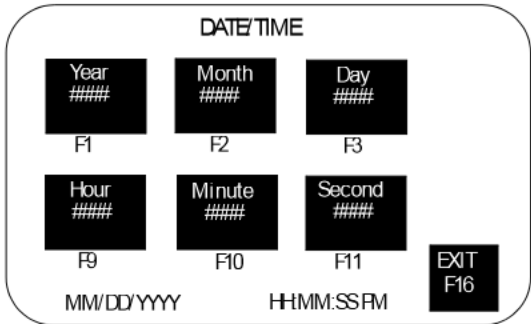 DATE/TIME
Year Month Day
#### #### ####
F1 F2 F3
Hour Minute Second
#### #### ####
F9 F10 F11
EXIT
F16
MM/DD/YYYY HH:MM:SS PM